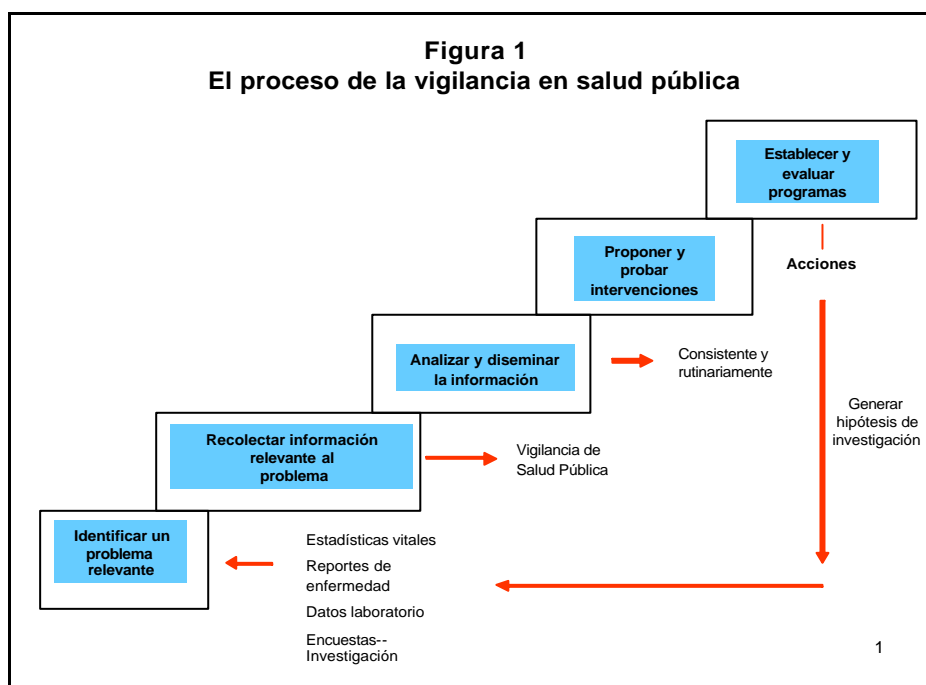 Figura 1
El proceso de la vigilancia en salud pública
Establecer y
evaluar
programas
Proponer y
probar
intervenciones
Acciones
Analizar y diseminar
la información
Consistente y
rutinariamente
Generar
hipótesis de
investigación
Recolectar información
relevante al
problema
Vigilancia de
Salud Pública
Identificar un
problema
relevante
Estadísticas vitales
Reportes de
enfermedad
Datos laboratorio
Encuestas--
Investigación
1